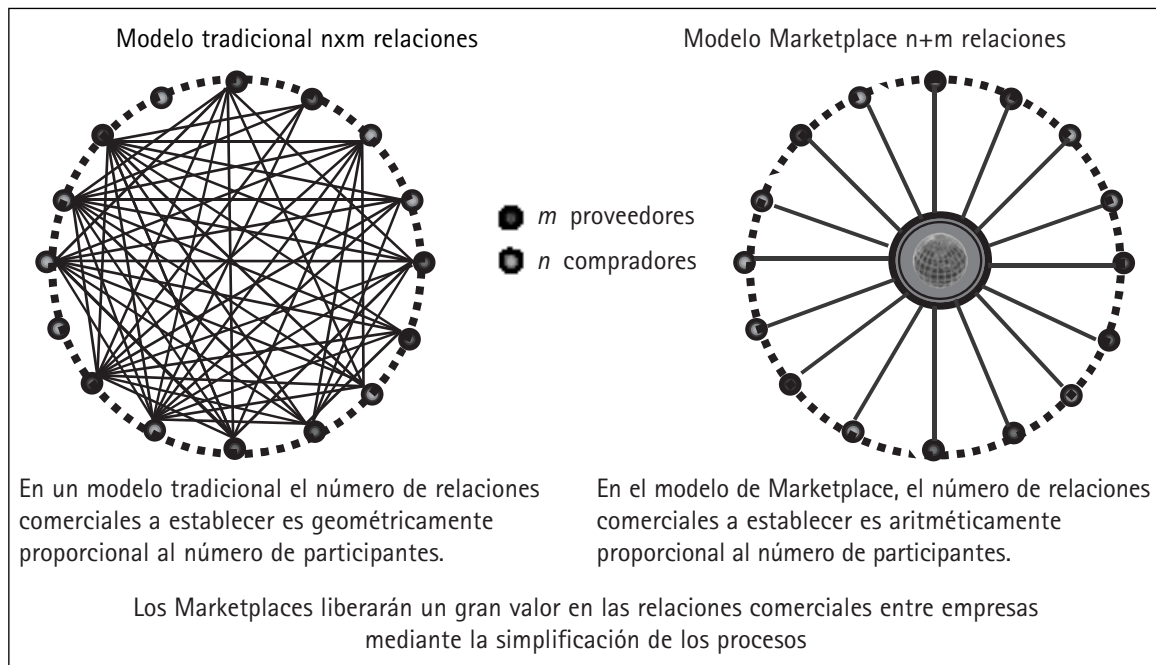 Modelo tradicional nxm relaciones
Modelo Marketplace n+m relaciones
m proveedores
n compradores
En un modelo tradicional el número de relaciones
comerciales a establecer es geométricamente
proporcional al número de participantes.
En el modelo de Marketplace, el número de relaciones
comerciales a establecer es aritméticamente
proporcional al número de participantes.
Los Marketplaces liberarán un gran valor en las relaciones comerciales entre empresas
mediante la simplificación de los procesos